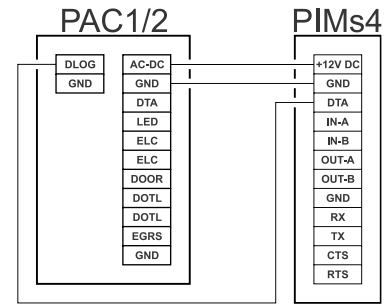 PAC1/2
DLOG
GND
AC-DC
GND
DTA
LED
ELC
ELC
DOOR
DOTL
DOTL
EGRS
GND
PIMs4
+12V DC
GND
DTA
IN-A
IN-B
OUT-A
OUT-B
GND
RX
TX
CTS
RTS